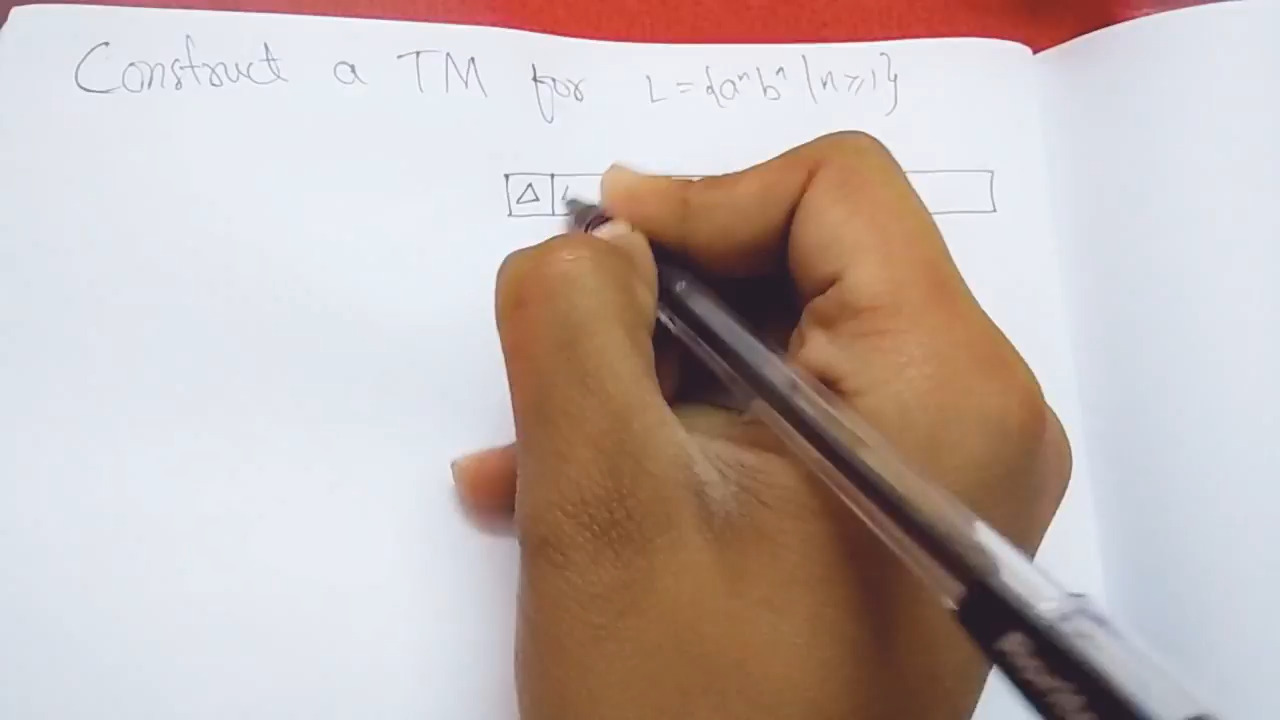 Construct a TM for L = {aⁿbⁿ | n ≥ 1}
Δ